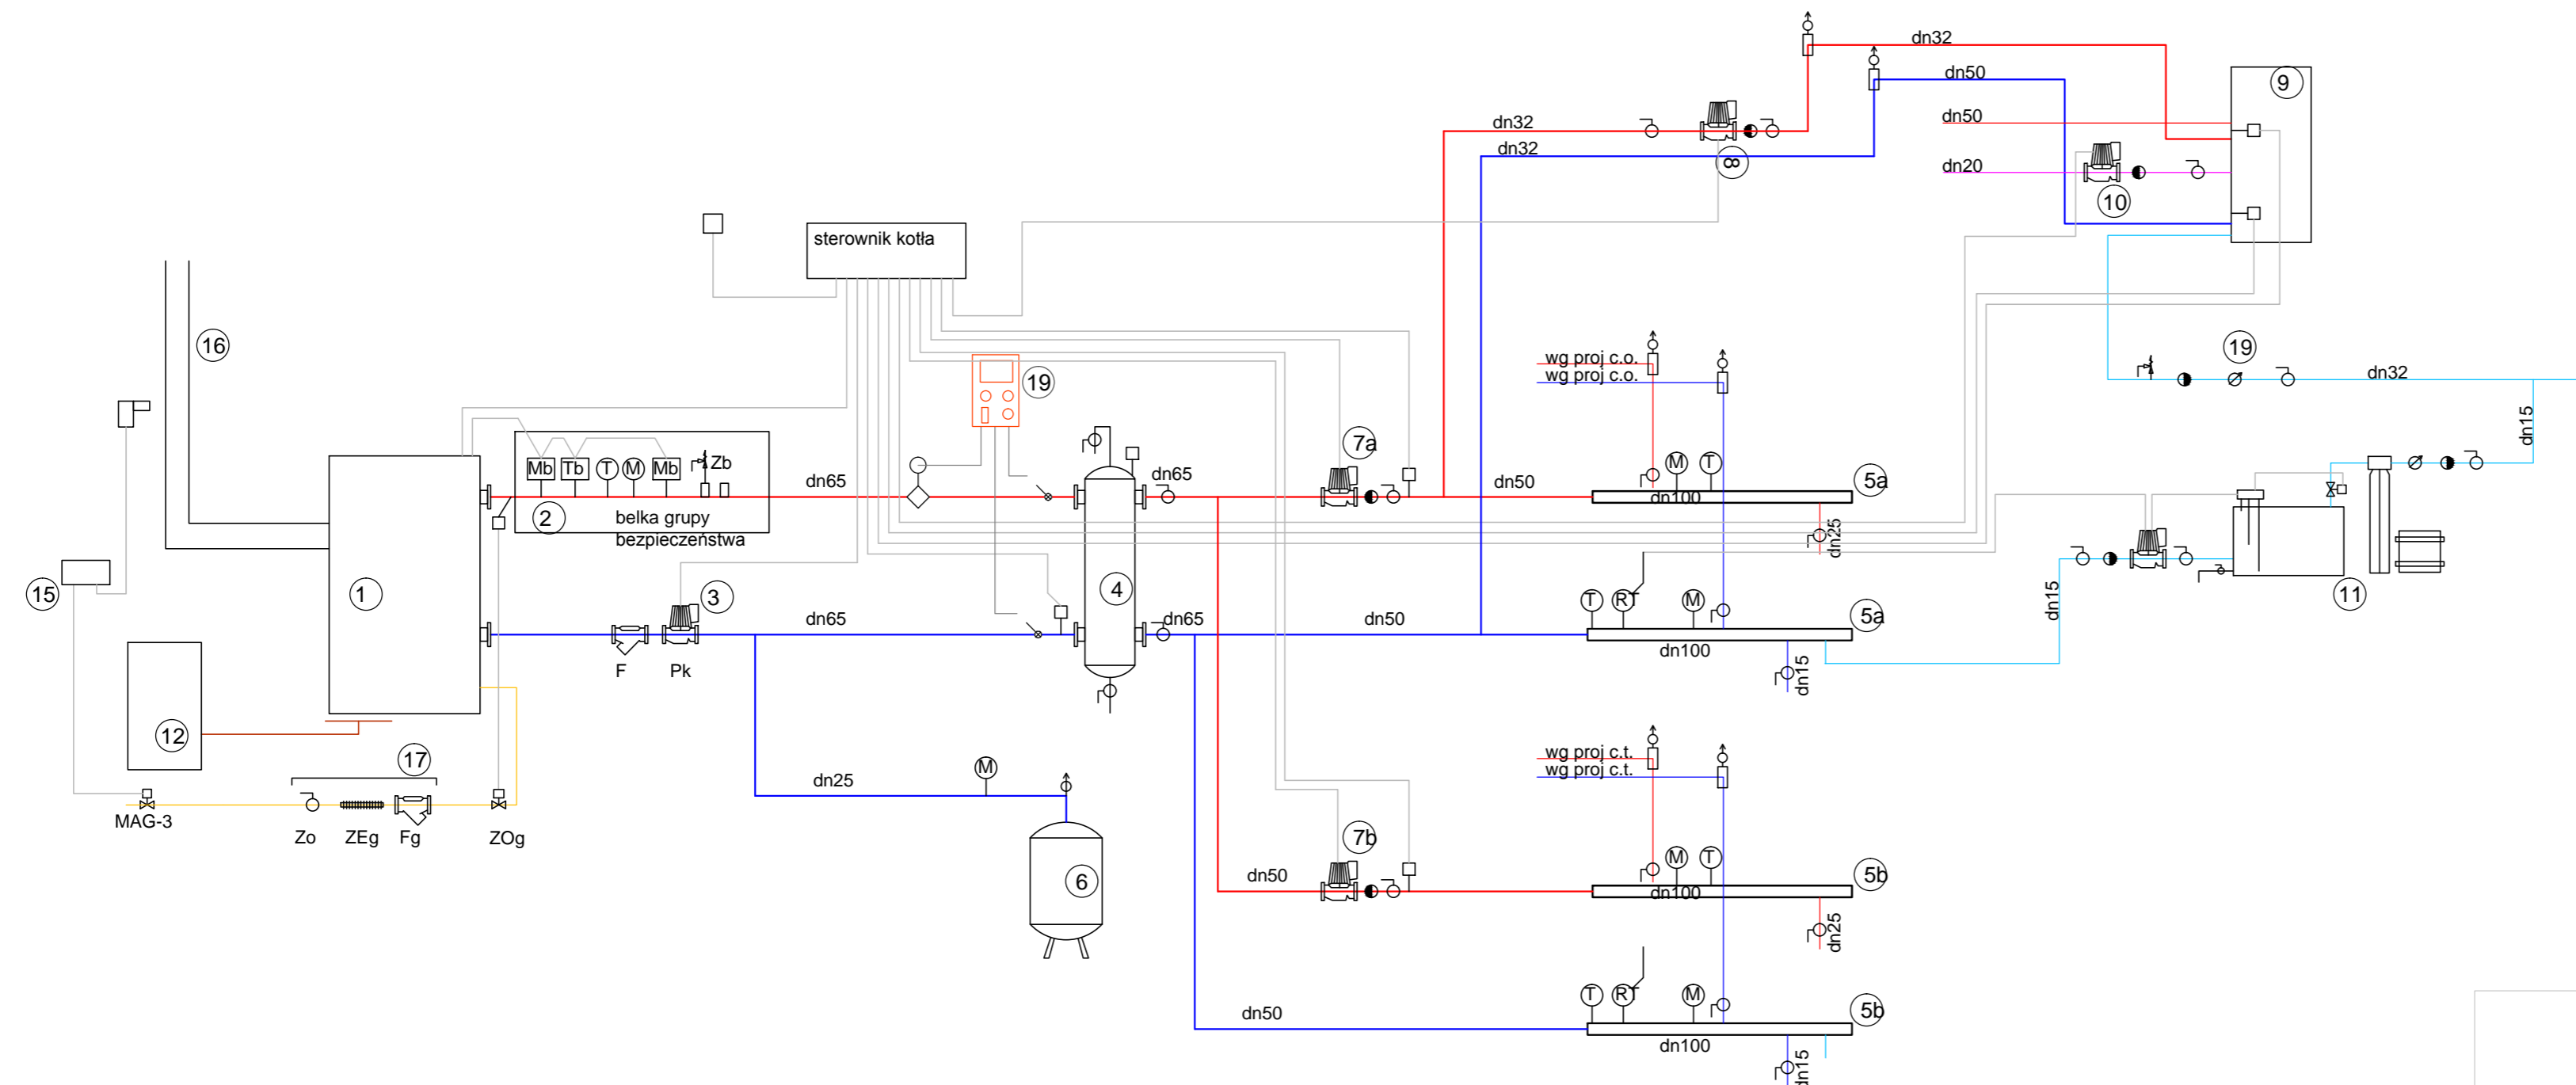 dn32
dn50
9
dn50
dn32
dn32
8
dn20
10
sterownik kotła
16
19
wg proj c.o.
wg proj c.o.
19
dn32
dn15
7a
Mb
Tb
T
M
Mb
Zb
dn65
dn65
dn50
M
T
dn100
5a
2
belka grupy
bezpieczeństwa
dn25
15
1
3
4
11
dn15
T
RT
M
5a
dn65
dn65
dn50
F
Pk
dn100
dn15
12
17
MAG-3
Zo
ZEg
Fg
ZOg
dn25
M
wg proj c.t.
wg proj c.t.
6
7b
dn50
M
T
dn100
5b
dn25
T
RT
M
5b
dn50
dn100
dn15